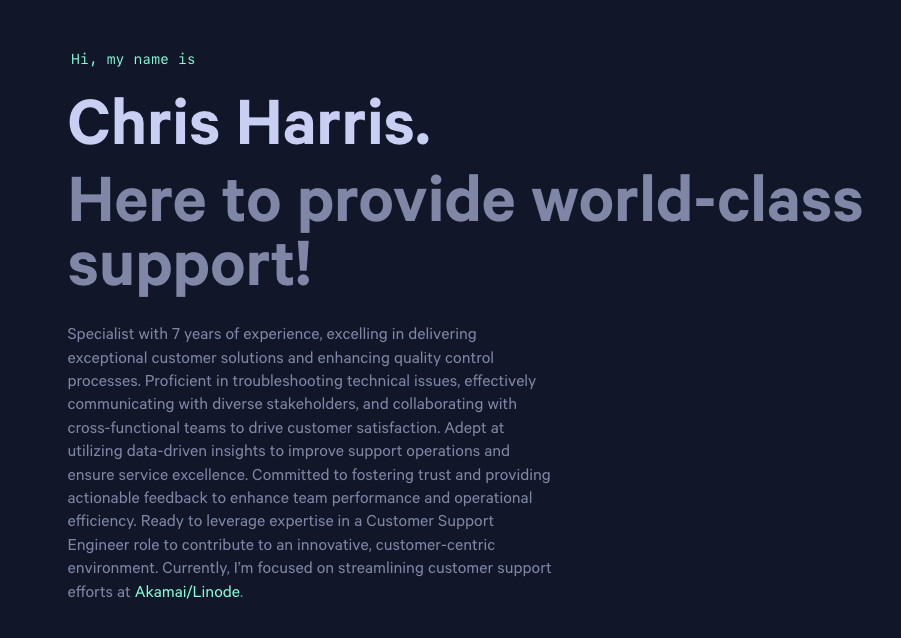 Hi, my name is
Chris Harris.
Here to provide world-class
support!
Specialist with 7 years of experience, excelling in delivering
exceptional customer solutions and enhancing quality control
processes. Proficient in troubleshooting technical issues, effectively
communicating with diverse stakeholders, and collaborating with
cross-functional teams to drive customer satisfaction. Adept at
utilizing data-driven insights to improve support operations and
ensure service excellence. Committed to fostering trust and providing
actionable feedback to enhance team performance and operational
efficiency. Ready to leverage expertise in a Customer Support
Engineer role to contribute to an innovative, customer-centric
environment. Currently, I'm focused on streamlining customer support
efforts at Akamai/Linode.